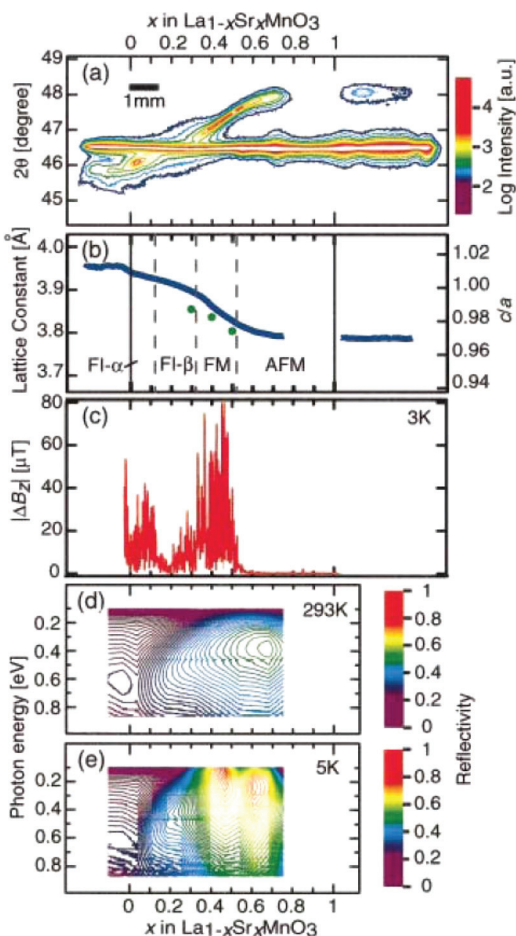 x in La1-xSrxMnO3
0 0.2 0.4 0.6 0.8 1
(a)
1mm
49
48
47
46
45
2θ [degree]
4
3
2
Log Intensity [a.u.]
(b)
4.0
3.9
3.8
3.7
Lattice Constant [Å]
1.02
1.00
0.98
0.96
0.94
c/a
FI-α FI-β FM AFM
(c)
3K
80
60
40
20
0
|ΔBZ| [μT]
(d)
293K
0.2
0.4
0.6
0.8
1
0.8
0.6
0.4
0.2
0
(e)
5K
0.2
0.4
0.6
0.8
1
0.8
0.6
0.4
0.2
0
Photon energy [eV]
Reflectivity
0 0.2 0.4 0.6 0.8 1
x in La1-xSrxMnO3